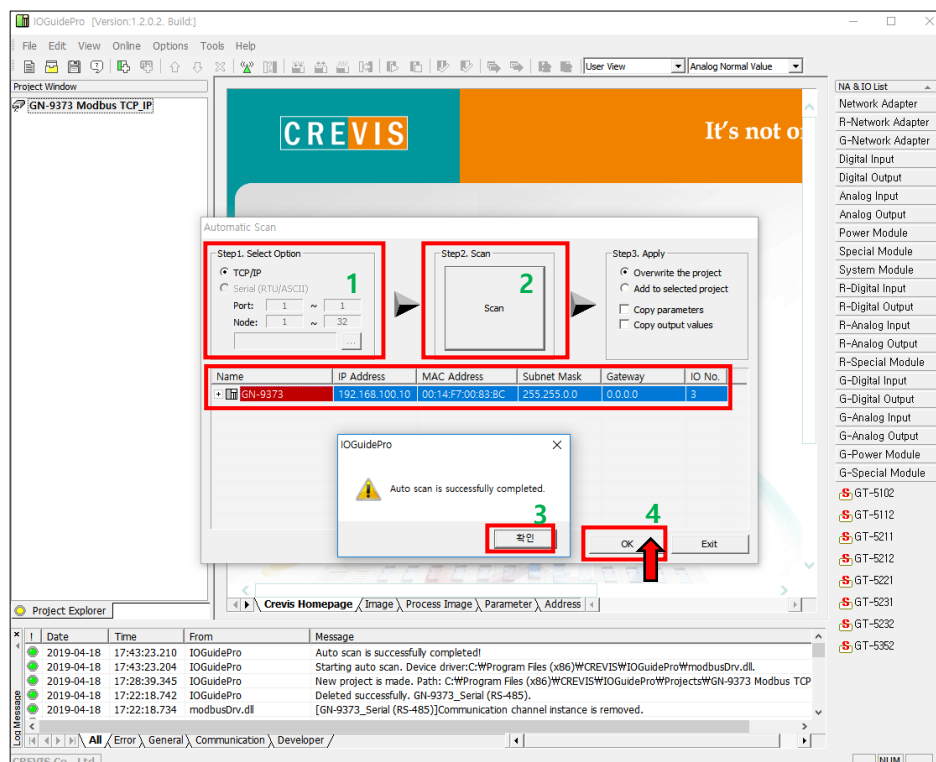 IOGuidePro [Version:1.2.0.2. Build:]
File Edit View Online Options Tools Help
User View Analog Normal Value
Project Window
GN-9373 Modbus TCP_IP
CREVIS
It's not o
NA & IO List
Network Adapter
R-Network Adapter
G-Network Adapter
Digital Input
Digital Output
Analog Input
Analog Output
Power Module
Special Module
System Module
R-Digital Input
R-Digital Output
R-Analog Input
R-Analog Output
R-Special Module
G-Digital Input
G-Digital Output
G-Analog Input
G-Analog Output
G-Power Module
G-Special Module
GT-5102
GT-5112
GT-5211
GT-5212
GT-5221
GT-5231
GT-5232
GT-5352
Automatic Scan
Step1. Select Option
TCP/IP
Serial (RTU/ASCII)
Port: 1 ~ 1
Node: 1 ~ 32
...
1
Step2. Scan
Scan
2
Step3. Apply
Overwrite the project
Add to selected project
Copy parameters
Copy output values
Name IP Address MAC Address Subnet Mask Gateway IO No.
GN-9373 192.168.100.10 00:14:F7:00:83:BC 255.255.0.0 0.0.0.0 3
IOGuidePro
Auto scan is successfully completed.
3
확인
4
OK
Exit
Crevis Homepage Image Process Image Parameter Address
Project Explorer
! Date Time From Message
2019-04-18 17:43:23.210 IOGuidePro Auto scan is successfully completed!
2019-04-18 17:43:23.204 IOGuidePro Starting auto scan. Device driver:C:₩Program Files (x86)₩CREVIS₩IOGuidePro₩modbusDrv.dll.
2019-04-18 17:28:39.345 IOGuidePro New project is made. Path: C:₩Program Files (x86)₩CREVIS₩IOGuidePro₩Projects₩GN-9373 Modbus TCP
2019-04-18 17:22:18.742 IOGuidePro Deleted successfully. GN-9373_Serial (RS-485).
2019-04-18 17:22:18.734 modbusDrv.dll [GN-9373_Serial (RS-485)]Communication channel instance is removed.
Log Message
All Error General Communication Developer
CREVIS Co., Ltd
NUM